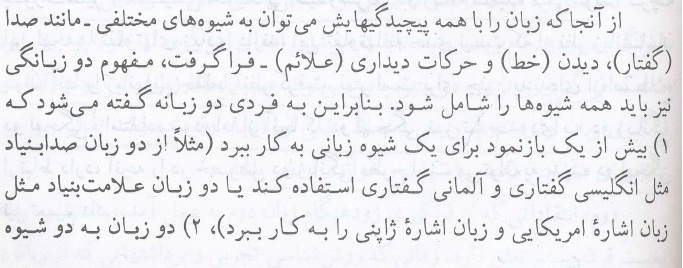 از آنجا که زبان را با همه پیچیدگیهایش می‌توان به شیوه‌های مختلفی ـ مانند صدا
(گفتار)، دیدن (خط) و حرکات دیداری (علائم) ـ فرا گرفت، مفهوم دو زبانگی
نیز باید همه شیوه‌ها را شامل شود. بنابراین به فردی دو زبانه گفته می‌شود که
۱) بیش از یک بازنمود برای یک شیوه زبانی به کار ببرد (مثلاً از دو زبان صدابنیاد
مثل انگلیسی گفتاری و آلمانی گفتاری استفاده کند یا دو زبان علامت‌بنیاد مثل
زبان اشارهٔ امریکایی و زبان اشارهٔ ژاپنی را به کار ببرد)، ۲) دو زبان به دو شیوه